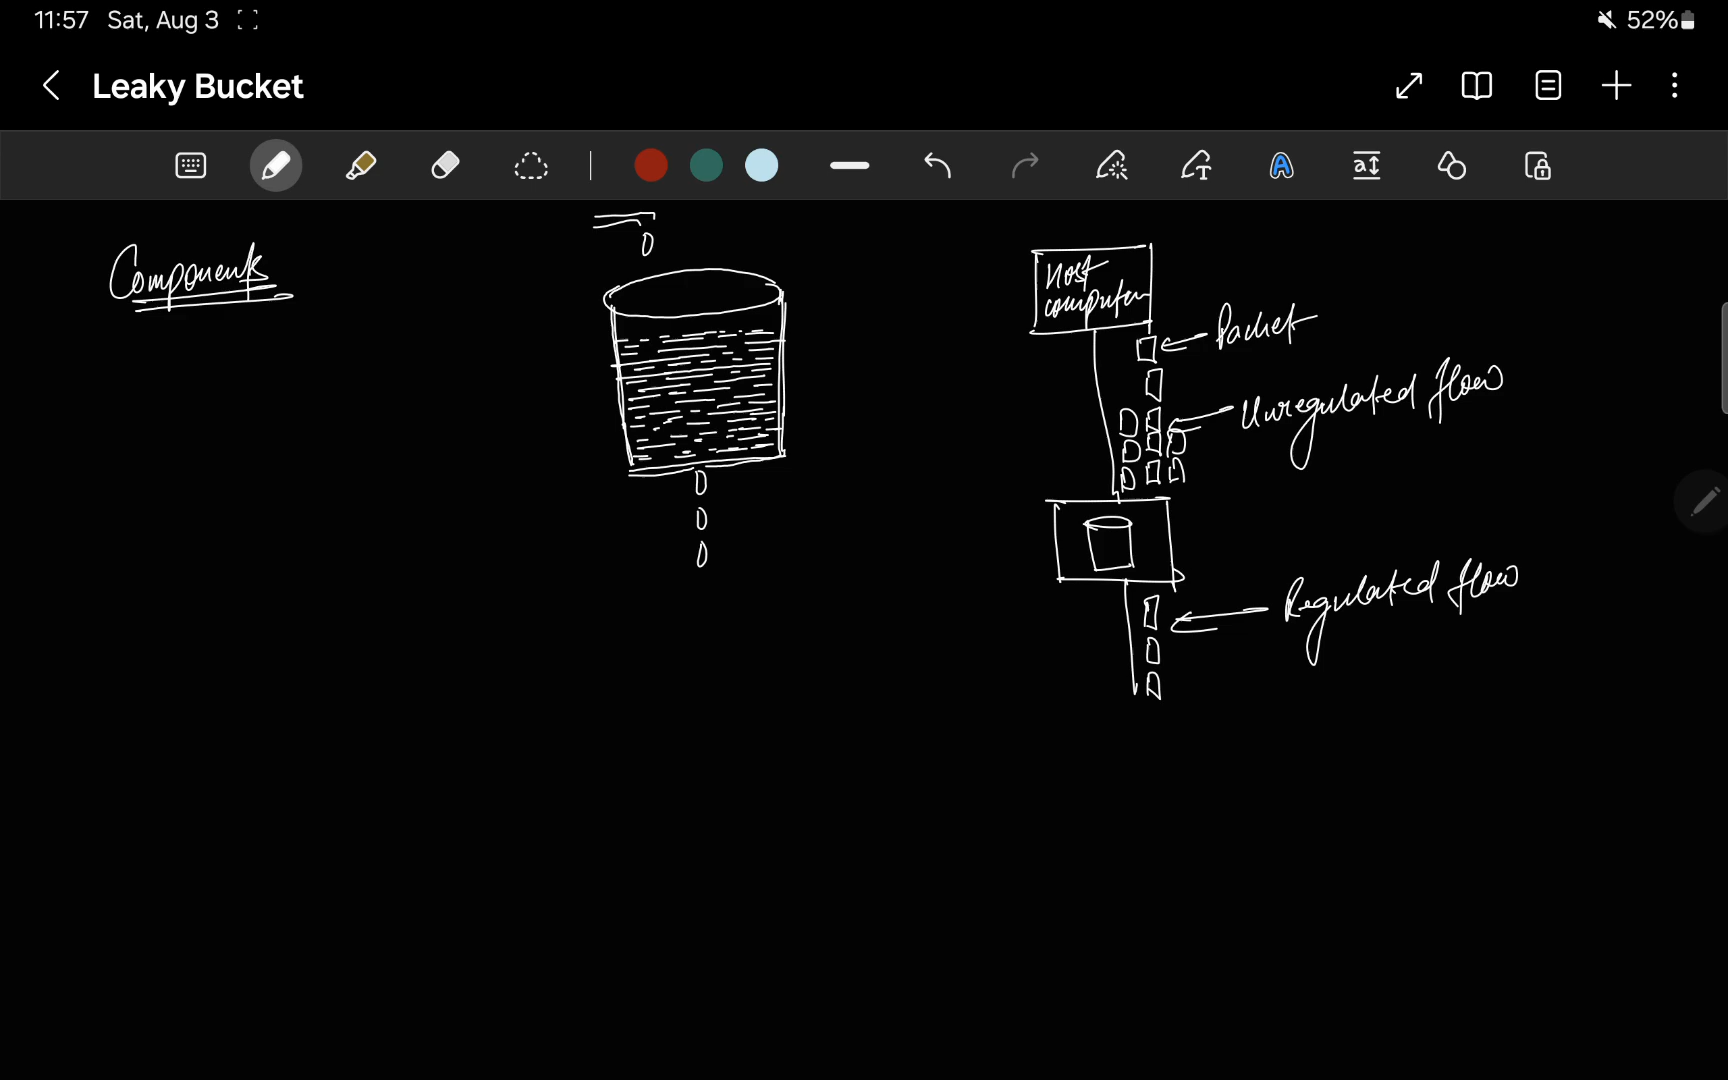 11:57 Sat, Aug 3
52%
Leaky Bucket
Components
Host
computer
Packet
Unregulated flow
Regulated flow